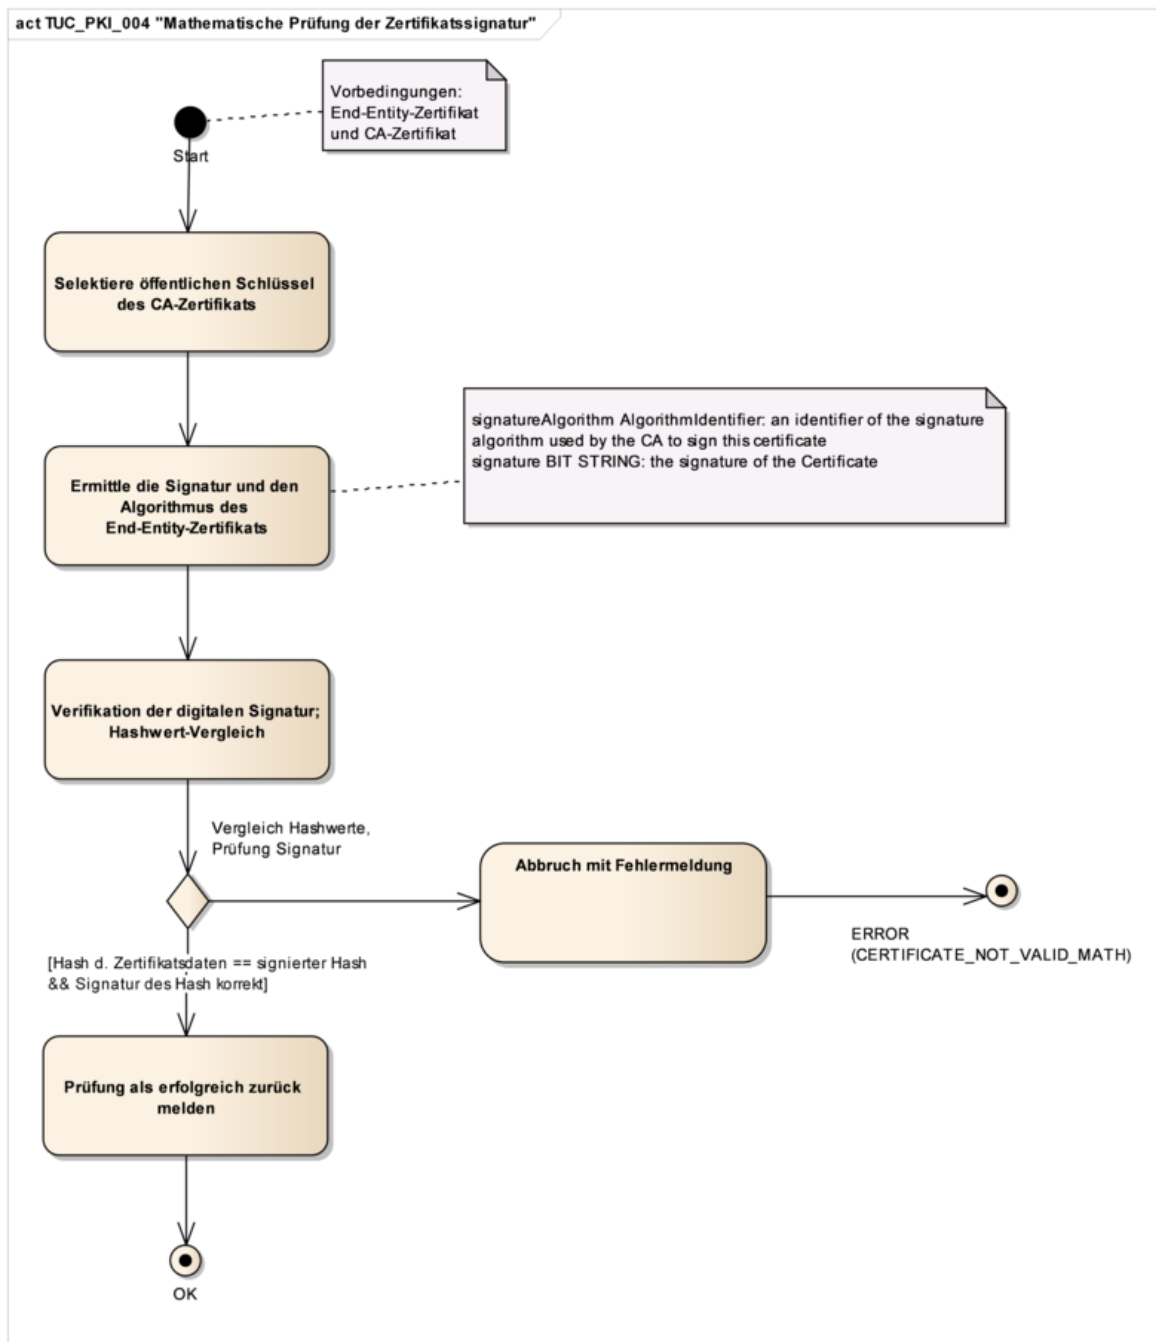 act TUC_PKI_004 "Mathematische Prüfung der Zertifikatssignatur"
Vorbedingungen:
End-Entity-Zertifikat
und CA-Zertifikat
Start
Selektiere öffentlichen Schlüssel
des CA-Zertifikats
signatureAlgorithm AlgorithmIdentifier: an identifier of the signature
algorithm used by the CA to sign this certificate
signature BIT STRING: the signature of the Certificate
Ermittle die Signatur und den
Algorithmus des
End-Entity-Zertifikats
Verifikation der digitalen Signatur;
Hashwert-Vergleich
Vergleich Hashwerte,
Prüfung Signatur
Abbruch mit Fehlermeldung
ERROR
(CERTIFICATE_NOT_VALID_MATH)
[Hash d. Zertifikatsdaten == signierter Hash
&& Signatur des Hash korrekt]
Prüfung als erfolgreich zurück
melden
OK